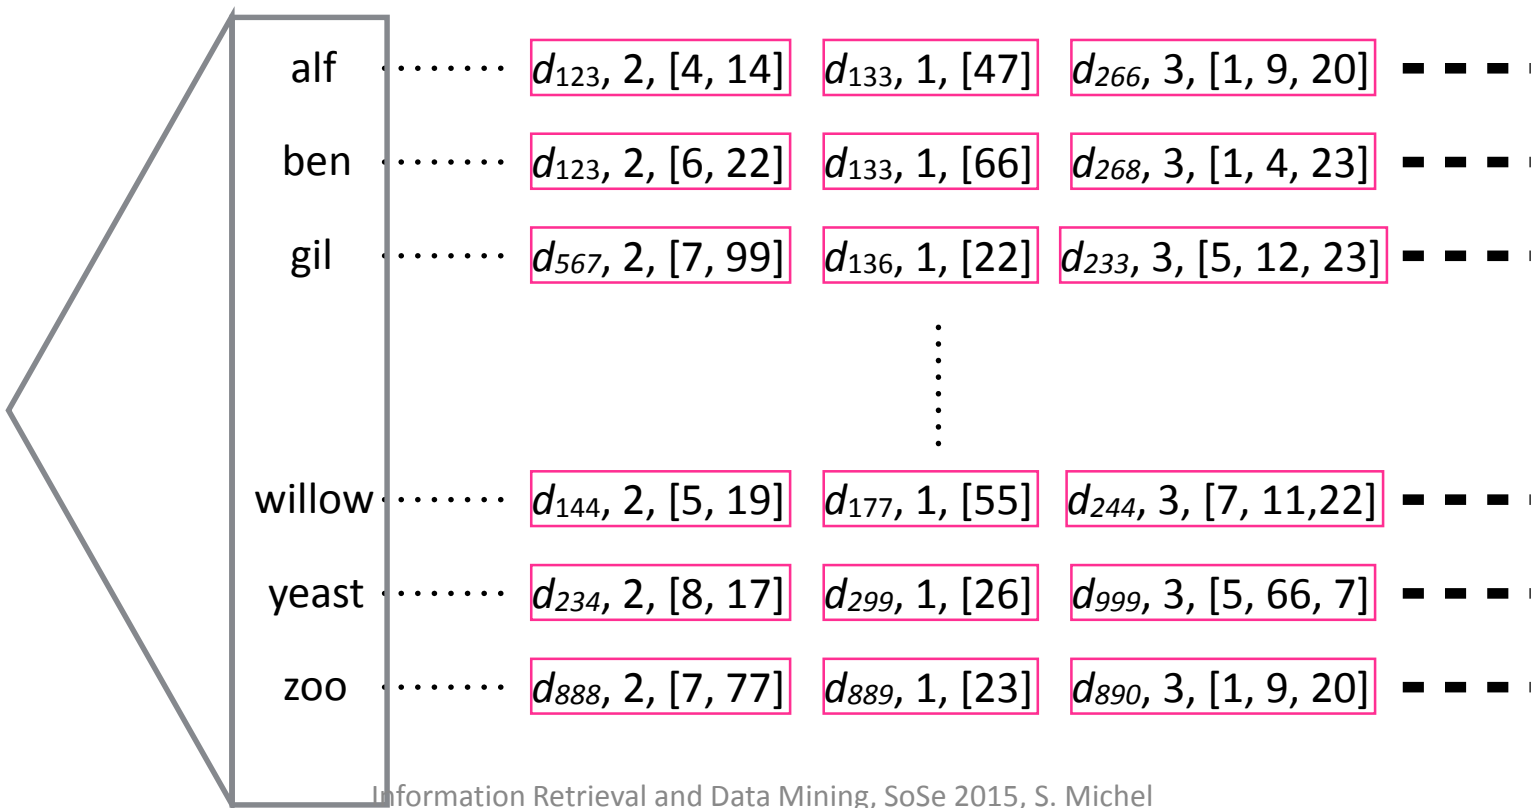 alf d123, 2, [4, 14] d133, 1, [47] d266, 3, [1, 9, 20]
ben d123, 2, [6, 22] d133, 1, [66] d268, 3, [1, 4, 23]
gil d567, 2, [7, 99] d136, 1, [22] d233, 3, [5, 12, 23]
willow d144, 2, [5, 19] d177, 1, [55] d244, 3, [7, 11,22]
yeast d234, 2, [8, 17] d299, 1, [26] d999, 3, [5, 66, 7]
zoo d888, 2, [7, 77] d889, 1, [23] d890, 3, [1, 9, 20]
Information Retrieval and Data Mining, SoSe 2015, S. Michel